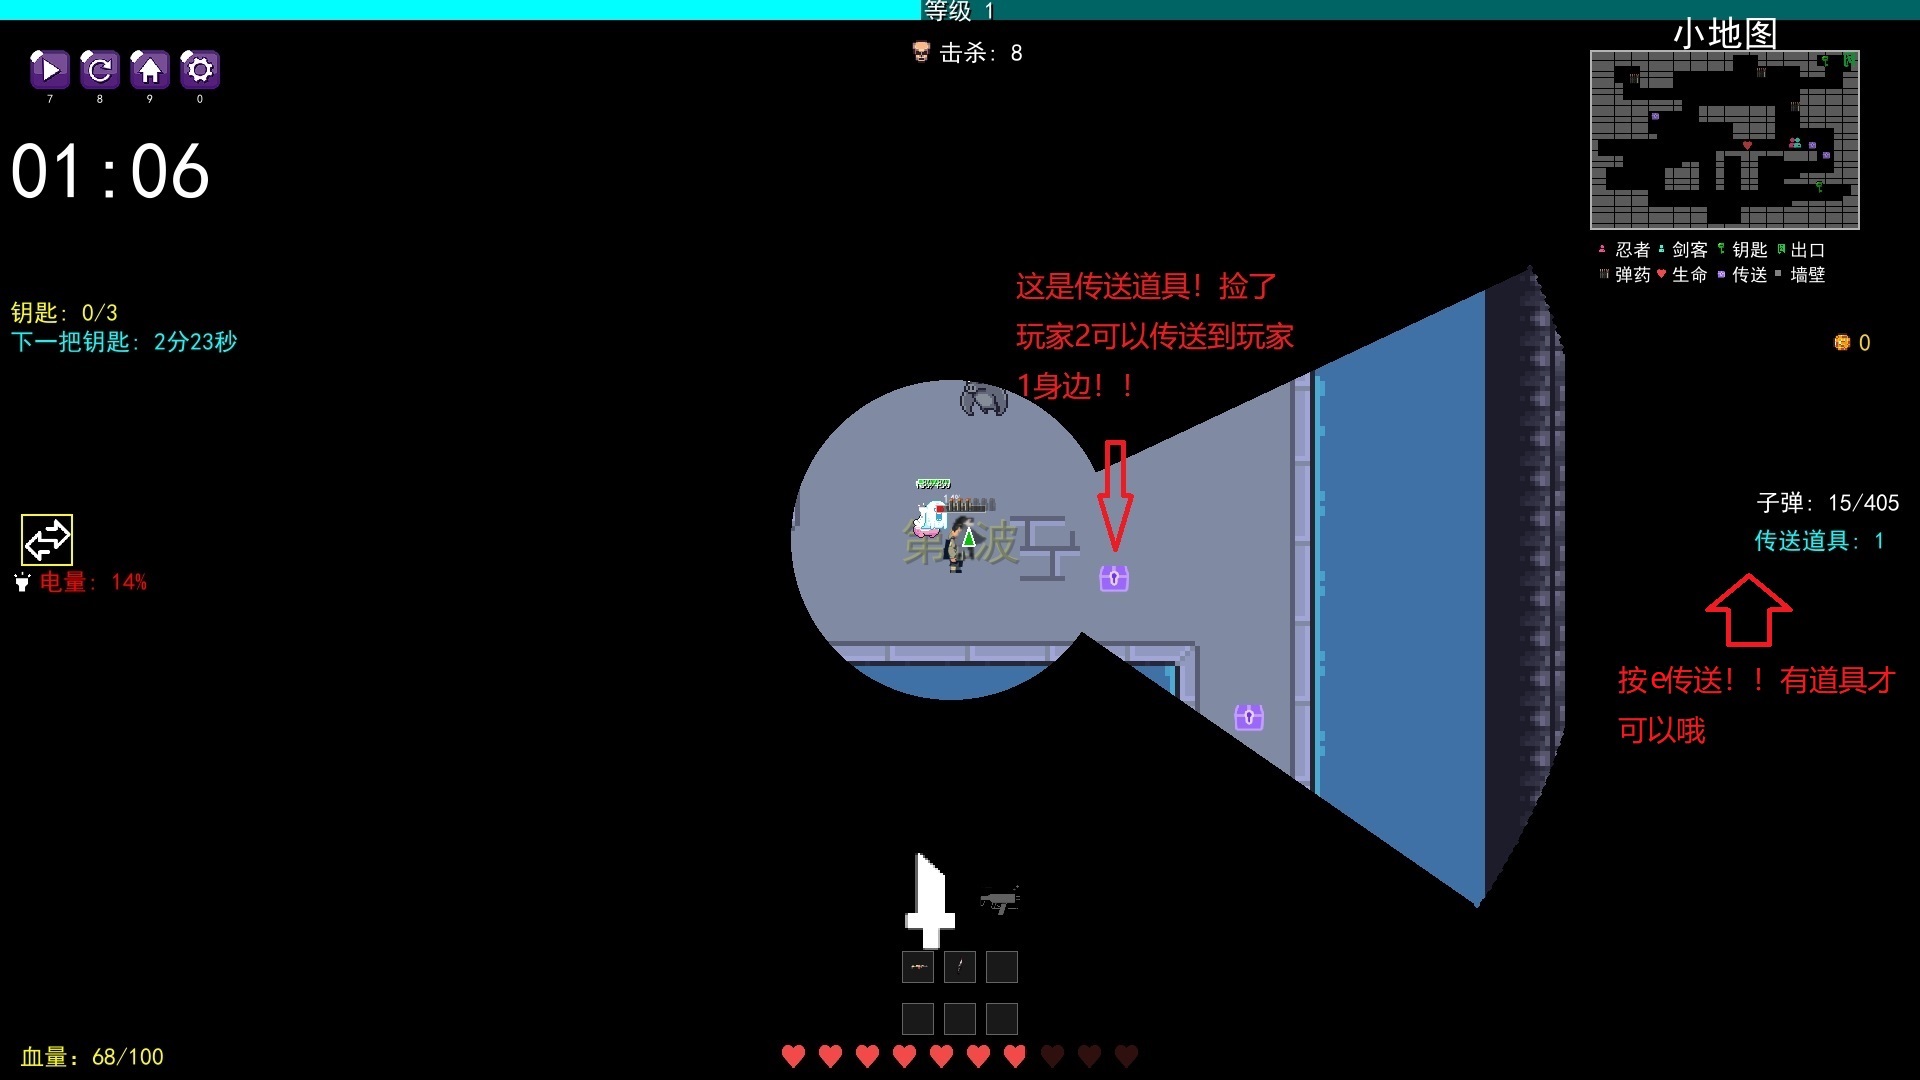 等级 1
击杀: 8
小地图
7 8 9 0
01:06
忍者 剑客 钥匙 出口
弹药 生命 传送 墙壁
这是传送道具！捡了
玩家2可以传送到玩家
1身边！！
钥匙: 0/3
下一把钥匙: 2分23秒
0
第 波
子弹: 15/405
传送道具: 1
电量: 14%
按e传送！！有道具才
可以哦
血量: 68/100